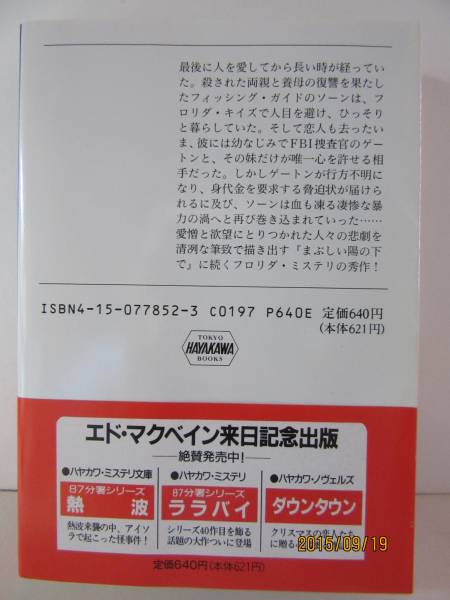 最後に人を愛してから長い時が経ってい
た。殺された両親と養母の復讐を果たし
たフィッシング・ガイドのソーンは、フ
ロリダ・キイズで人目を避け、ひっそり
と暮らしていた。そして恋人も去ったい
ま、彼には幼なじみでFBI捜査官のゲー
トンと、その妹だけが唯一心を許せる相
手だった。しかしゲートンが行方不明に
なり、身代金を要求する脅迫状が届けら
れるに及び、ソーンは血も凍る凄惨な暴
力の渦へと再び巻き込まれていった……
愛憎と欲望にとりつかれた人々の悲劇を
清冽な筆致で描き出す『まぶしい陽の下
で』に続くフロリダ・ミステリの秀作！
ISBN4-15-077852-3 C0197 P640E 定価640円
(本体621円)
TOKYO
HAYAKAWA
BOOKS
エド・マクベイン来日記念出版
絶賛発売中！
●ハヤカワ・ミステリ文庫
87分署シリーズ
熱波
熱波来襲の中、アイソ
ラで起こった怪事件！
●ハヤカワ・ミステリ
87分署シリーズ
ララバイ
シリーズ40作目を飾る
話題の大作ついに登場
●ハヤカワ・ノヴェルズ
ダウンタウン
クリスマスの恋人たち
に贈る
2015/09/19
定価640円(本体621円)